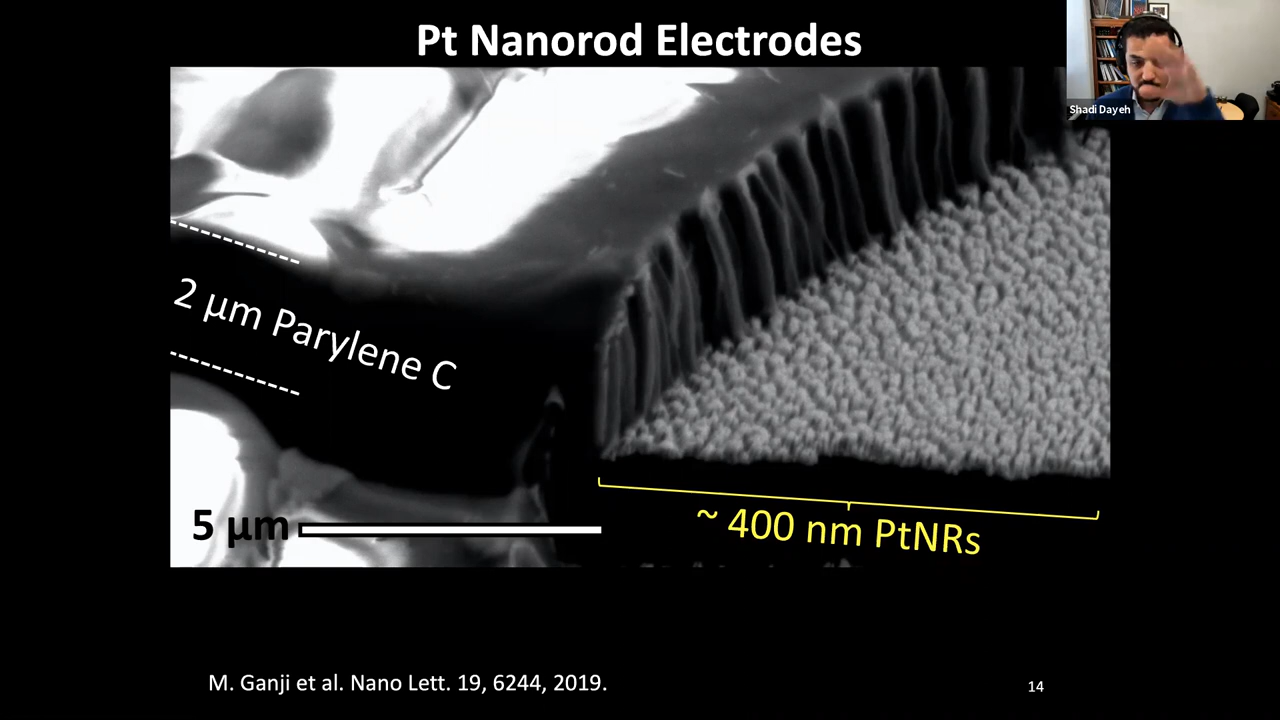 Pt Nanorod Electrodes
Shadi Dayeh
2 μm Parylene C
5 μm
~ 400 nm PtNRs
M. Ganji et al. Nano Lett. 19, 6244, 2019.
14